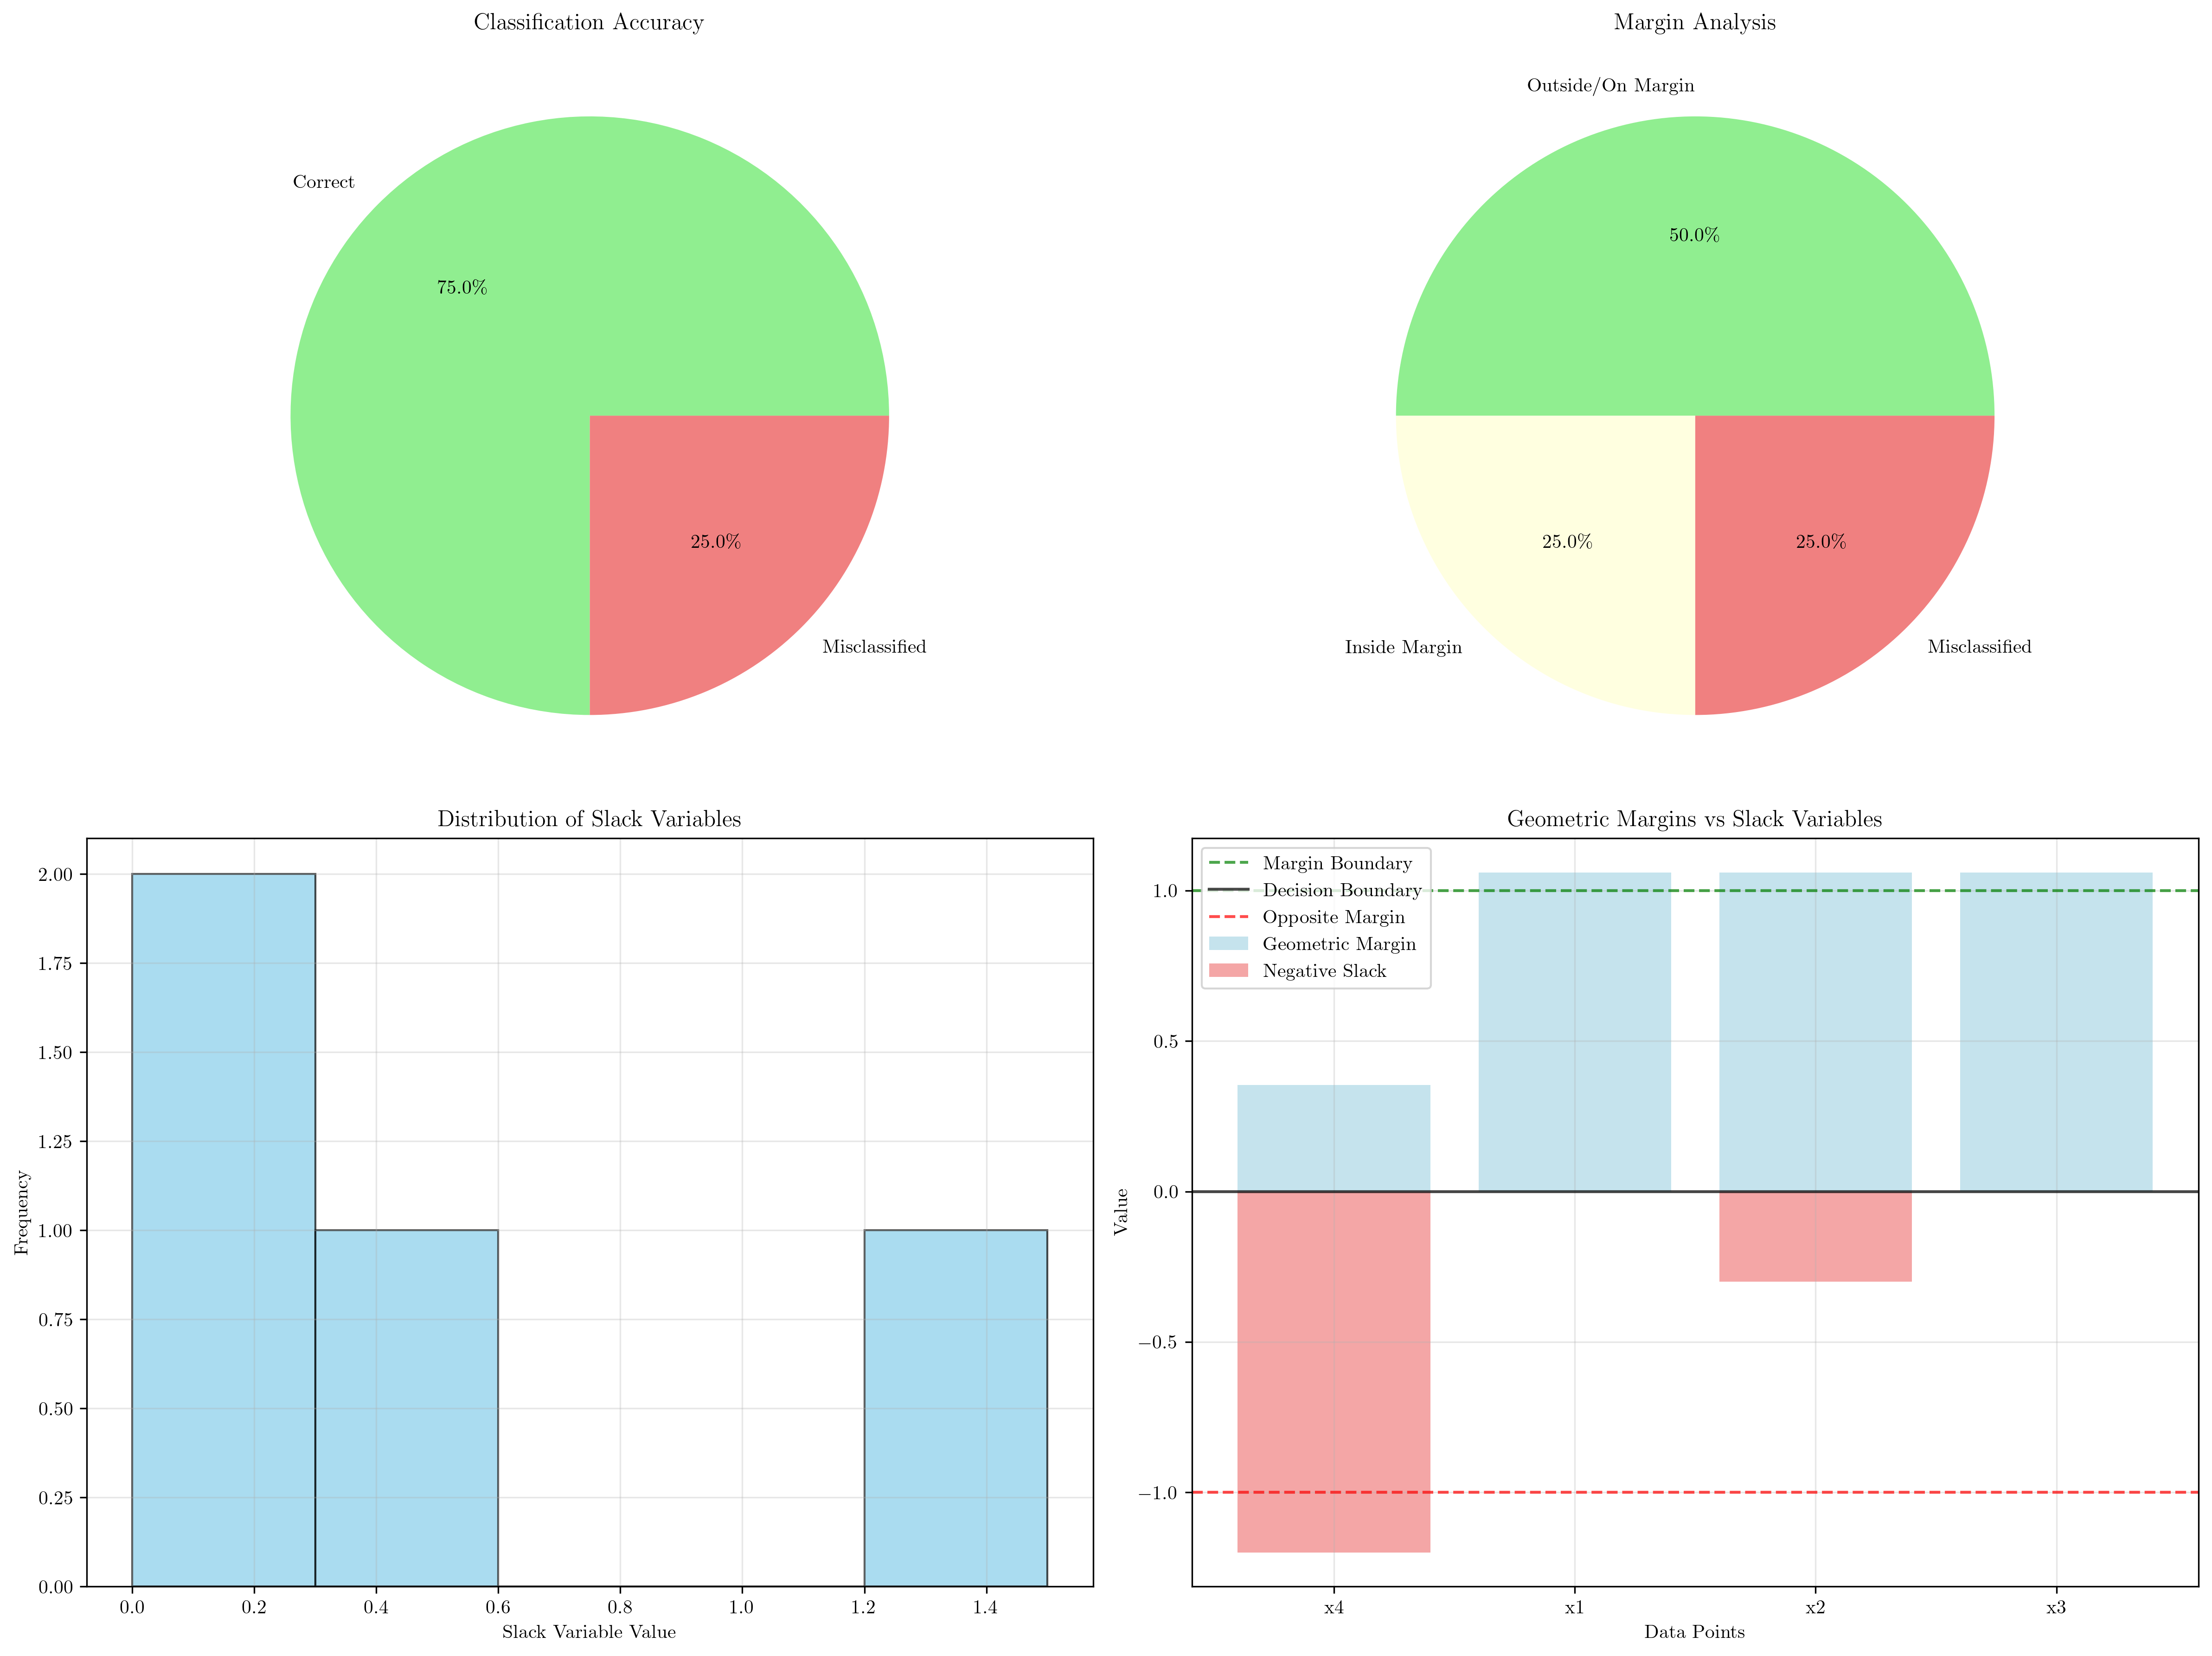 Classification Accuracy
Correct
75.0%
25.0%
Misclassified
Margin Analysis
Outside/On Margin
50.0%
25.0%
25.0%
Inside Margin
Misclassified
Distribution of Slack Variables
2.00
1.75
1.50
1.25
1.00
0.75
0.50
0.25
0.00
Frequency
0.0 0.2 0.4 0.6 0.8 1.0 1.2 1.4
Slack Variable Value
Geometric Margins vs Slack Variables
Margin Boundary
Decision Boundary
Opposite Margin
Geometric Margin
Negative Slack
1.0
0.5
0.0
−0.5
−1.0
Value
x4 x1 x2 x3
Data Points